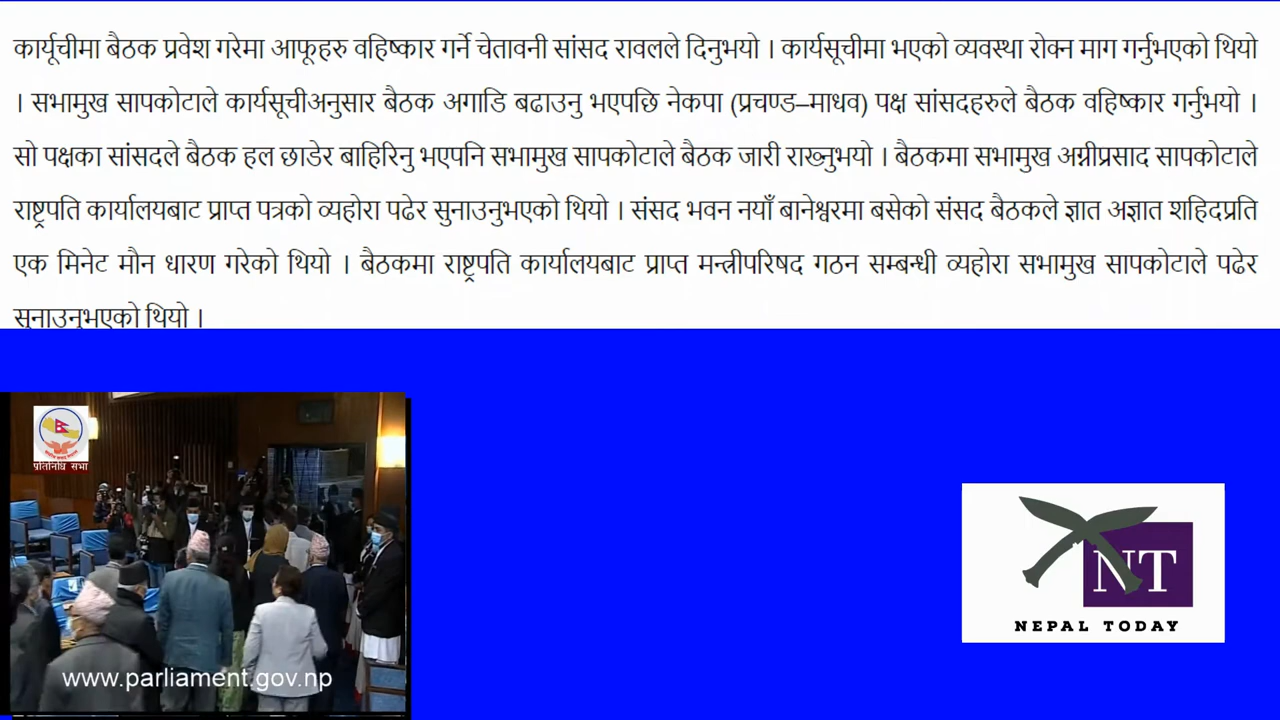 कार्यूचीमा बैठक प्रवेश गरेमा आफूहरु वहिष्कार गर्ने चेतावनी सांसद रावलले दिनुभयो । कार्यसूचीमा भएको व्यवस्था रोक्न माग गर्नुभएको थियो
। सभामुख सापकोटाले कार्यसूचीअनुसार बैठक अगाडि बढाउनु भएपछि नेकपा (प्रचण्ड–माधव) पक्ष सांसदहरुले बैठक वहिष्कार गर्नुभयो ।
सो पक्षका सांसदले बैठक हल छाडेर बाहिरिनु भएपनि सभामुख सापकोटाले बैठक जारी राख्नुभयो । बैठकमा सभामुख अग्नीप्रसाद सापकोटाले
राष्ट्रपति कार्यालयबाट प्राप्त पत्रको व्यहोरा पढेर सुनाउनुभएको थियो । संसद भवन नयाँ बानेश्वरमा बसेको संसद बैठकले ज्ञात अज्ञात शहिदप्रति
एक मिनेट मौन धारण गरेको थियो । बैठकमा राष्ट्रपति कार्यालयबाट प्राप्त मन्त्रीपरिषद गठन सम्बन्धी व्यहोरा सभामुख सापकोटाले पढेर
सुनाउनुभएको थियो ।
प्रतिनिधि सभा
www.parliament.gov.np
NT
NEPAL TODAY